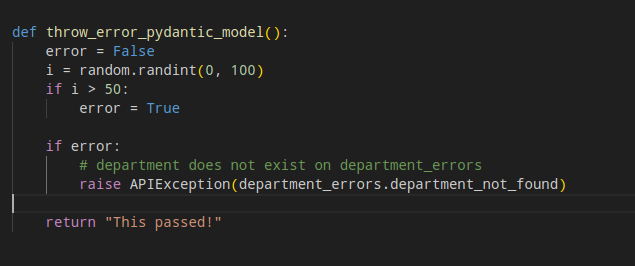 def throw_error_pydantic_model():
    error = False
    i = random.randint(0, 100)
    if i > 50:
        error = True
    if error:
        # department does not exist on department_errors
        raise APIException(department_errors.department_not_found)
    return "This passed!"